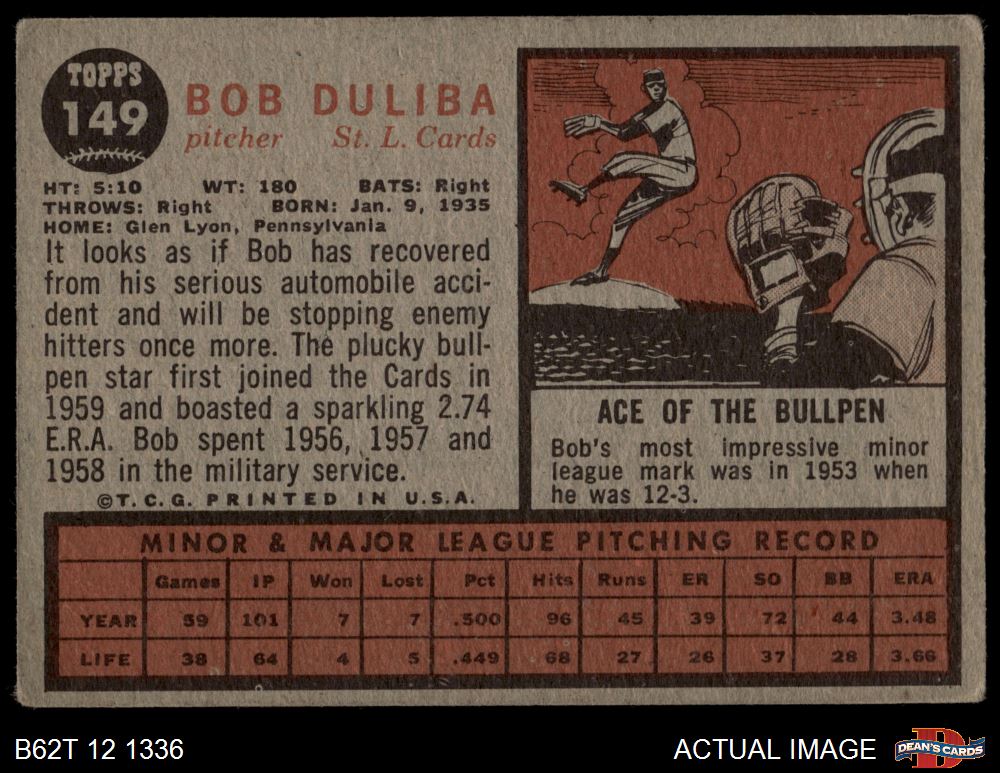 TOPPS
149
BOB DULIBA
pitcher St. L. Cards
HT: 5:10 WT: 180 BATS: Right
THROWS: Right BORN: Jan. 9, 1935
HOME: Glen Lyon, Pennsylvania
It looks as if Bob has recovered
from his serious automobile acci-
dent and will be stopping enemy
hitters once more. The plucky bull-
pen star first joined the Cards in
1959 and boasted a sparkling 2.74
E.R.A. Bob spent 1956, 1957 and
1958 in the military service.
©T.C.G. PRINTED IN U.S.A.
ACE OF THE BULLPEN
Bob's most impressive minor
league mark was in 1953 when
he was 12-3.
MINOR & MAJOR LEAGUE PITCHING RECORD
Games IP Won Lost Pct Hits Runs ER SO BB ERA
YEAR 59 101 7 7 .500 96 45 39 72 44 3.48
LIFE 38 64 4 5 .449 68 27 26 37 28 3.66
B62T 12 1336
ACTUAL IMAGE
DEAN'S CARDS